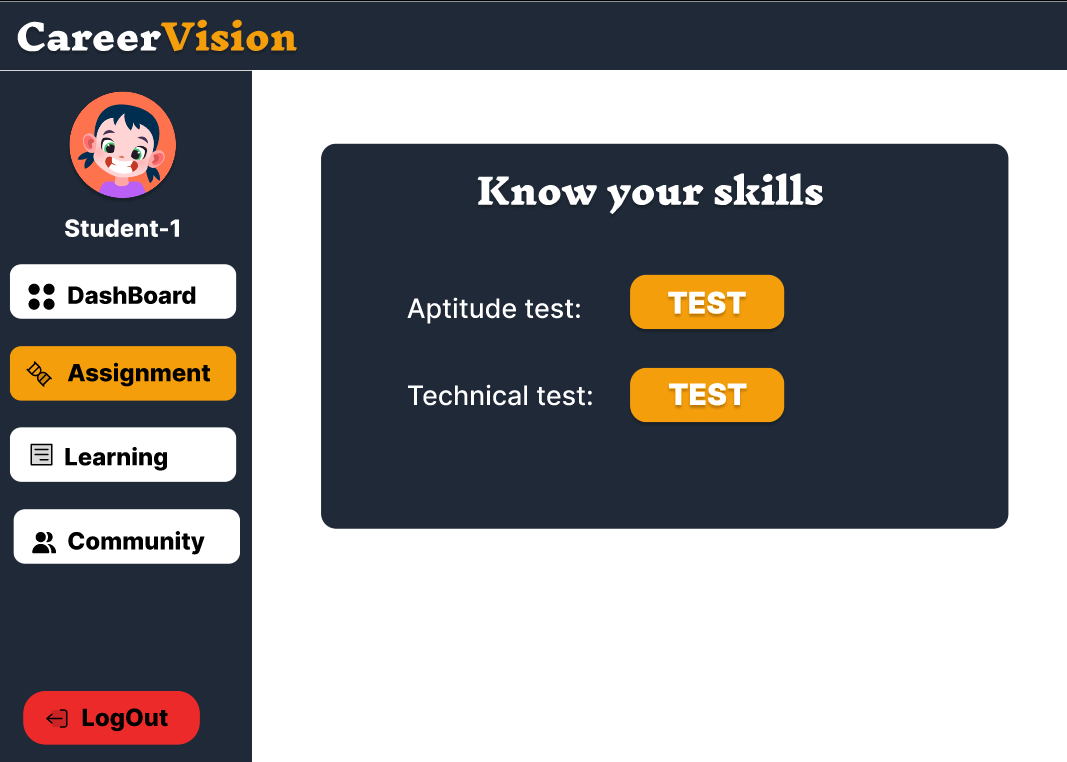 CareerVision
Student-1
DashBoard
Assignment
Learning
Community
LogOut
Know your skills
Aptitude test: TEST
Technical test: TEST